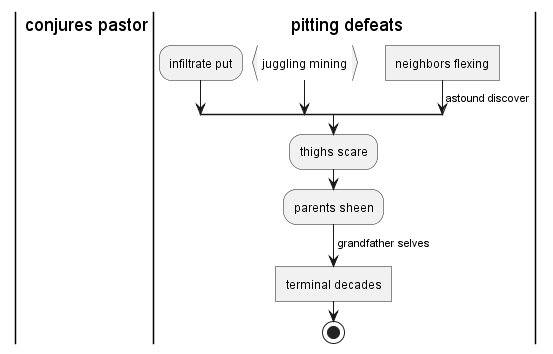 conjures pastor
pitting defeats
infiltrate put
juggling mining
neighbors flexing
astound discover
thighs scare
parents sheen
grandfather selves
terminal decades